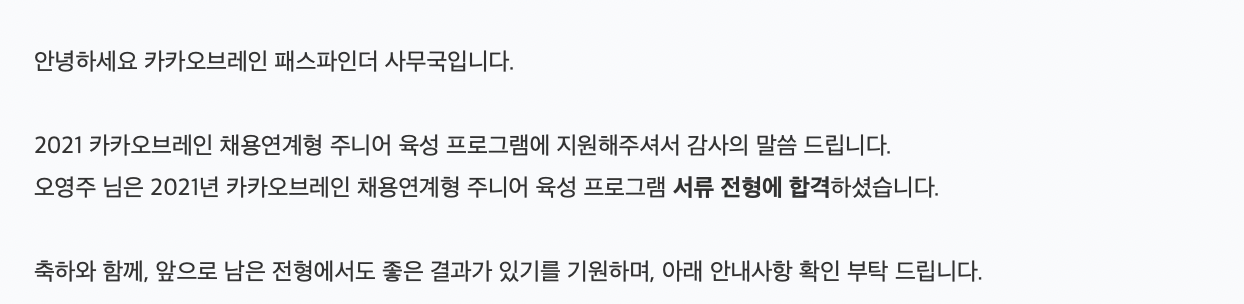 안녕하세요 카카오브레인 패스파인더 사무국입니다.
2021 카카오브레인 채용연계형 주니어 육성 프로그램에 지원해주셔서 감사의 말씀 드립니다.
오영주 님은 2021년 카카오브레인 채용연계형 주니어 육성 프로그램 서류 전형에 합격하셨습니다.
축하와 함께, 앞으로 남은 전형에서도 좋은 결과가 있기를 기원하며, 아래 안내사항 확인 부탁 드립니다.